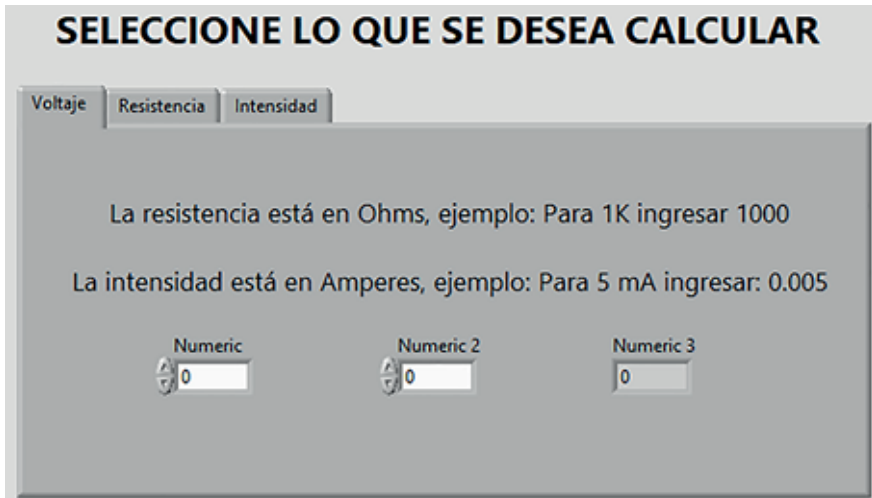 SELECCIONE LO QUE SE DESEA CALCULAR
Voltaje Resistencia Intensidad
La resistencia está en Ohms, ejemplo: Para 1K ingresar 1000
La intensidad está en Amperes, ejemplo: Para 5 mA ingresar: 0.005
Numeric Numeric 2 Numeric 3
0 0 0